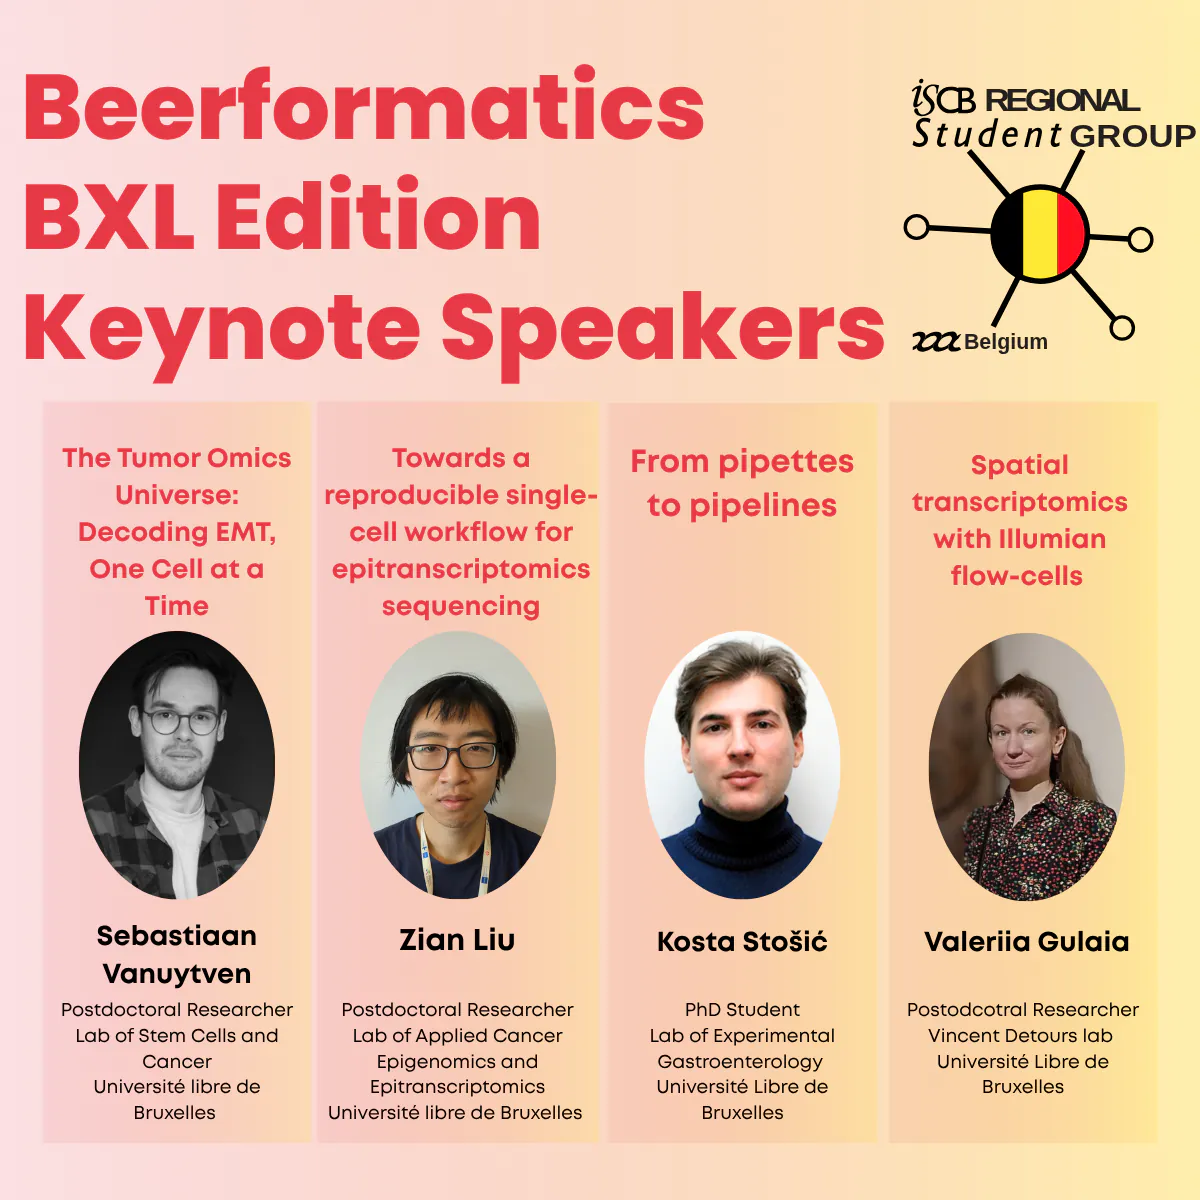 Beerformatics
BXL Edition
Keynote Speakers
iSCB REGIONAL
Student GROUP
Belgium
The Tumor Omics
Universe:
Decoding EMT,
One Cell at a
Time
Sebastiaan
Vanuytven
Postdoctoral Researcher
Lab of Stem Cells and
Cancer
Université libre de
Bruxelles
Towards a
reproducible single-
cell workflow for
epitranscriptomics
sequencing
Zian Liu
Postdoctoral Researcher
Lab of Applied Cancer
Epigenomics and
Epitranscriptomics
Université libre de Bruxelles
From pipettes
to pipelines
Kosta Stošić
PhD Student
Lab of Experimental
Gastroenterology
Université Libre de
Bruxelles
Spatial
transcriptomics
with Illumian
flow-cells
Valeriia Gulaia
Postodcotral Researcher
Vincent Detours lab
Université Libre de
Bruxelles